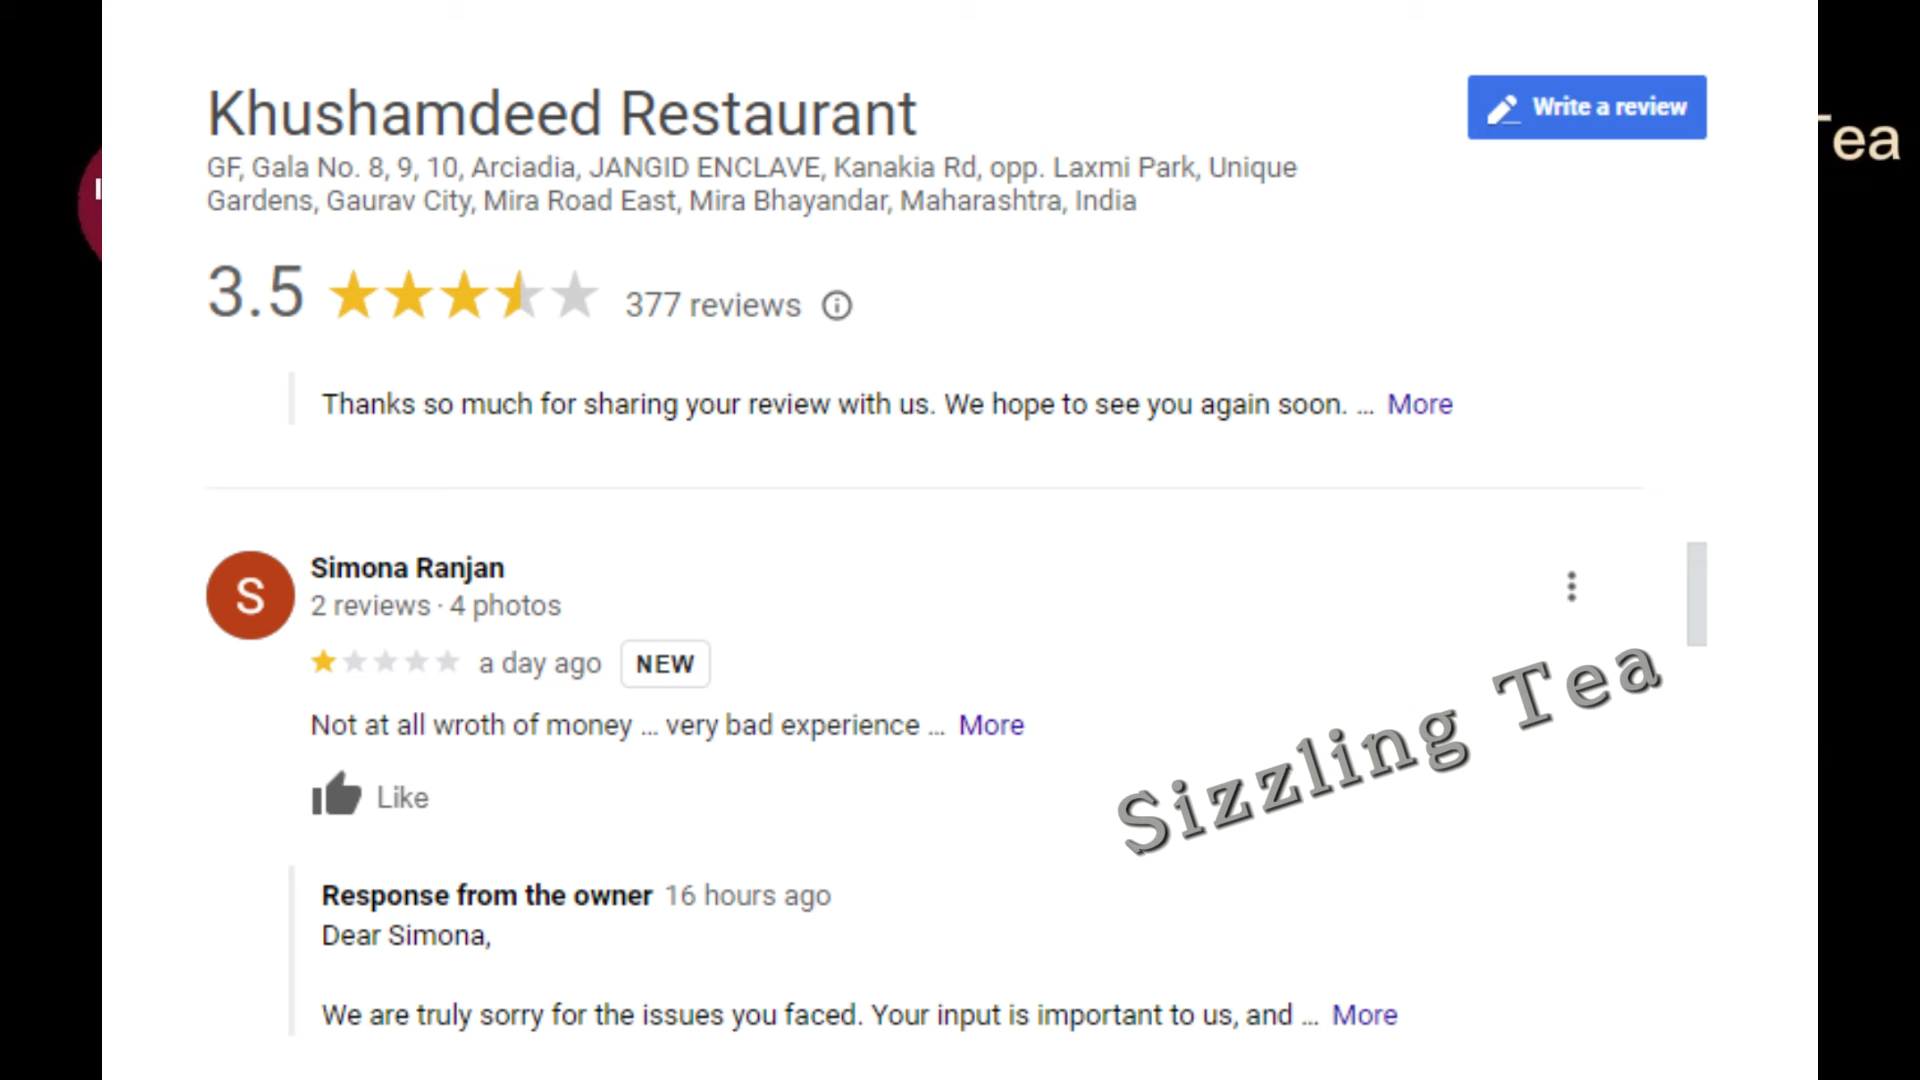 Khushamdeed Restaurant
Write a review
GF, Gala No. 8, 9, 10, Arciadia, JANGID ENCLAVE, Kanakia Rd, opp. Laxmi Park, Unique
Gardens, Gaurav City, Mira Road East, Mira Bhayandar, Maharashtra, India
Tea
3.5
377 reviews
Thanks so much for sharing your review with us. We hope to see you again soon. ... More
S
Simona Ranjan
2 reviews · 4 photos
a day ago NEW
Not at all wroth of money ... very bad experience ... More
Like
Sizzling Tea
Response from the owner 16 hours ago
Dear Simona,
We are truly sorry for the issues you faced. Your input is important to us, and ... More